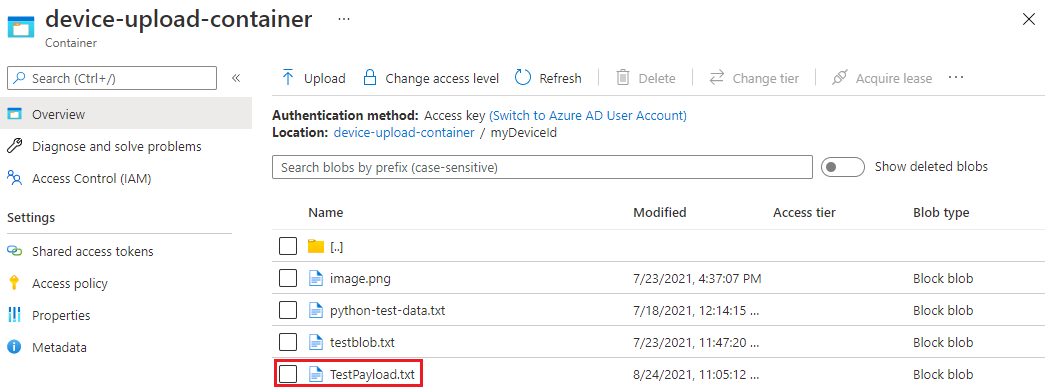 device-upload-container ...
Container
Search (Ctrl+/) «
Overview
Diagnose and solve problems
Access Control (IAM)
Settings
Shared access tokens
Access policy
Properties
Metadata
Upload Change access level Refresh Delete Change tier Acquire lease ...
Authentication method: Access key (Switch to Azure AD User Account)
Location: device-upload-container / myDeviceId
Search blobs by prefix (case-sensitive) Show deleted blobs
Name Modified Access tier Blob type
[..]
image.png 7/23/2021, 4:37:07 PM Block blob
python-test-data.txt 7/18/2021, 12:14:15 ... Block blob
testblob.txt 7/23/2021, 11:47:20 ... Block blob
TestPayload.txt 8/24/2021, 11:05:12 ... Block blob